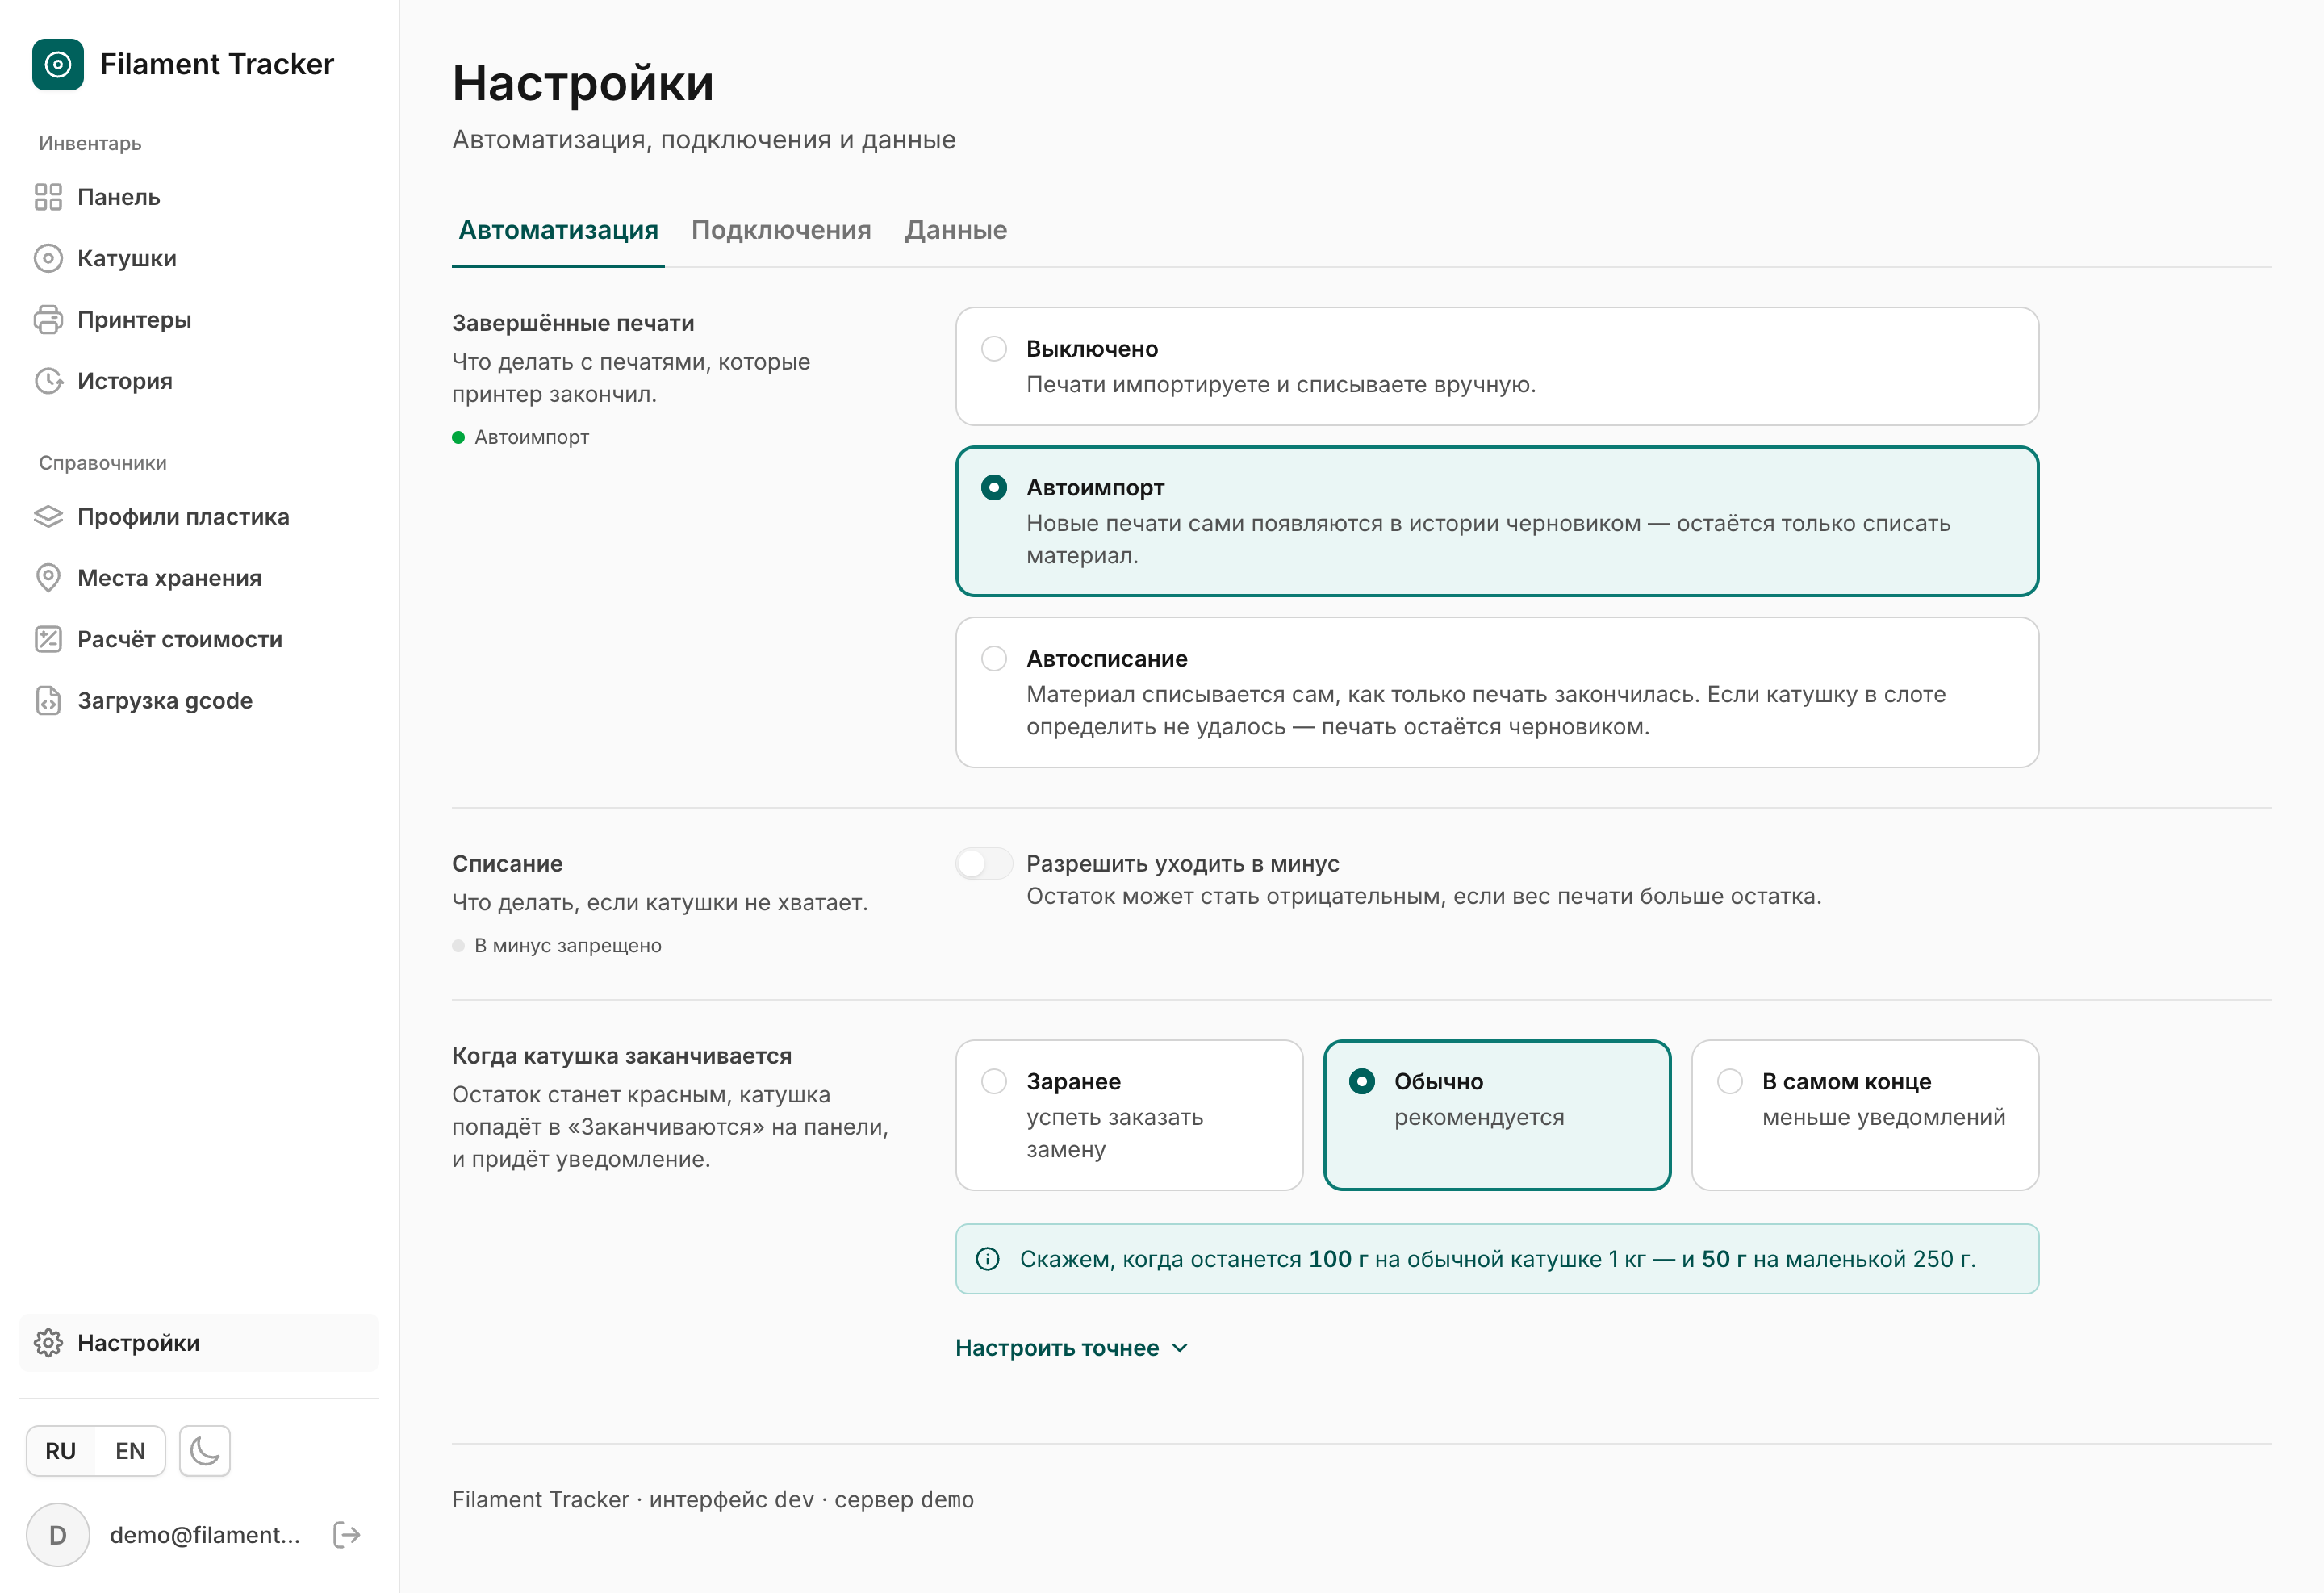 Filament Tracker
Инвентарь
Панель
Катушки
Принтеры
История
Справочники
Профили пластика
Места хранения
Расчёт стоимости
Загрузка gcode
Настройки
RU EN
D demo@filament...
Настройки
Автоматизация, подключения и данные
Автоматизация Подключения Данные
Завершённые печати
Что делать с печатями, которые
принтер закончил.
Автоимпорт
Выключено
Печати импортируете и списываете вручную.
Автоимпорт
Новые печати сами появляются в истории черновиком — остаётся только списать
материал.
Автосписание
Материал списывается сам, как только печать закончилась. Если катушку в слоте
определить не удалось — печать остаётся черновиком.
Списание
Что делать, если катушки не хватает.
В минус запрещено
Разрешить уходить в минус
Остаток может стать отрицательным, если вес печати больше остатка.
Когда катушка заканчивается
Остаток станет красным, катушка
попадёт в «Заканчиваются» на панели,
и придёт уведомление.
Заранее
успеть заказать
замену
Обычно
рекомендуется
В самом конце
меньше уведомлений
Скажем, когда останется 100 г на обычной катушке 1 кг — и 50 г на маленькой 250 г.
Настроить точнее
Filament Tracker · интерфейс dev · сервер demo